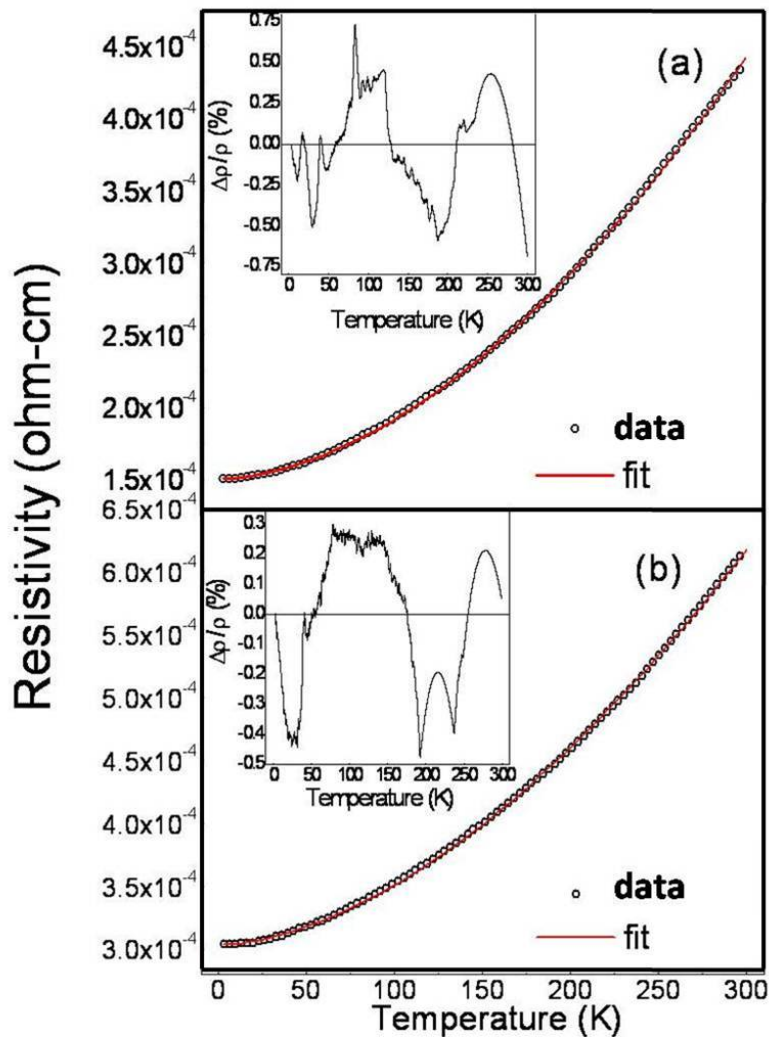 Resistivity (ohm-cm)
4.5x10⁻⁴
4.0x10⁻⁴
3.5x10⁻⁴
3.0x10⁻⁴
2.5x10⁻⁴
2.0x10⁻⁴
1.5x10⁻⁴
(a)
Δρ/ρ (%)
0.75
0.50
0.25
0.00
-0.25
-0.50
-0.75
0 50 100 150 200 250 300
Temperature (K)
data
fit
6.5x10⁻⁴
6.0x10⁻⁴
5.5x10⁻⁴
5.0x10⁻⁴
4.5x10⁻⁴
4.0x10⁻⁴
3.5x10⁻⁴
3.0x10⁻⁴
(b)
Δρ/ρ (%)
0.3
0.2
0.1
0.0
-0.1
-0.2
-0.3
-0.4
-0.5
0 50 100 150 200 250 300
Temperature (K)
data
fit
0 50 100 150 200 250 300
Temperature (K)